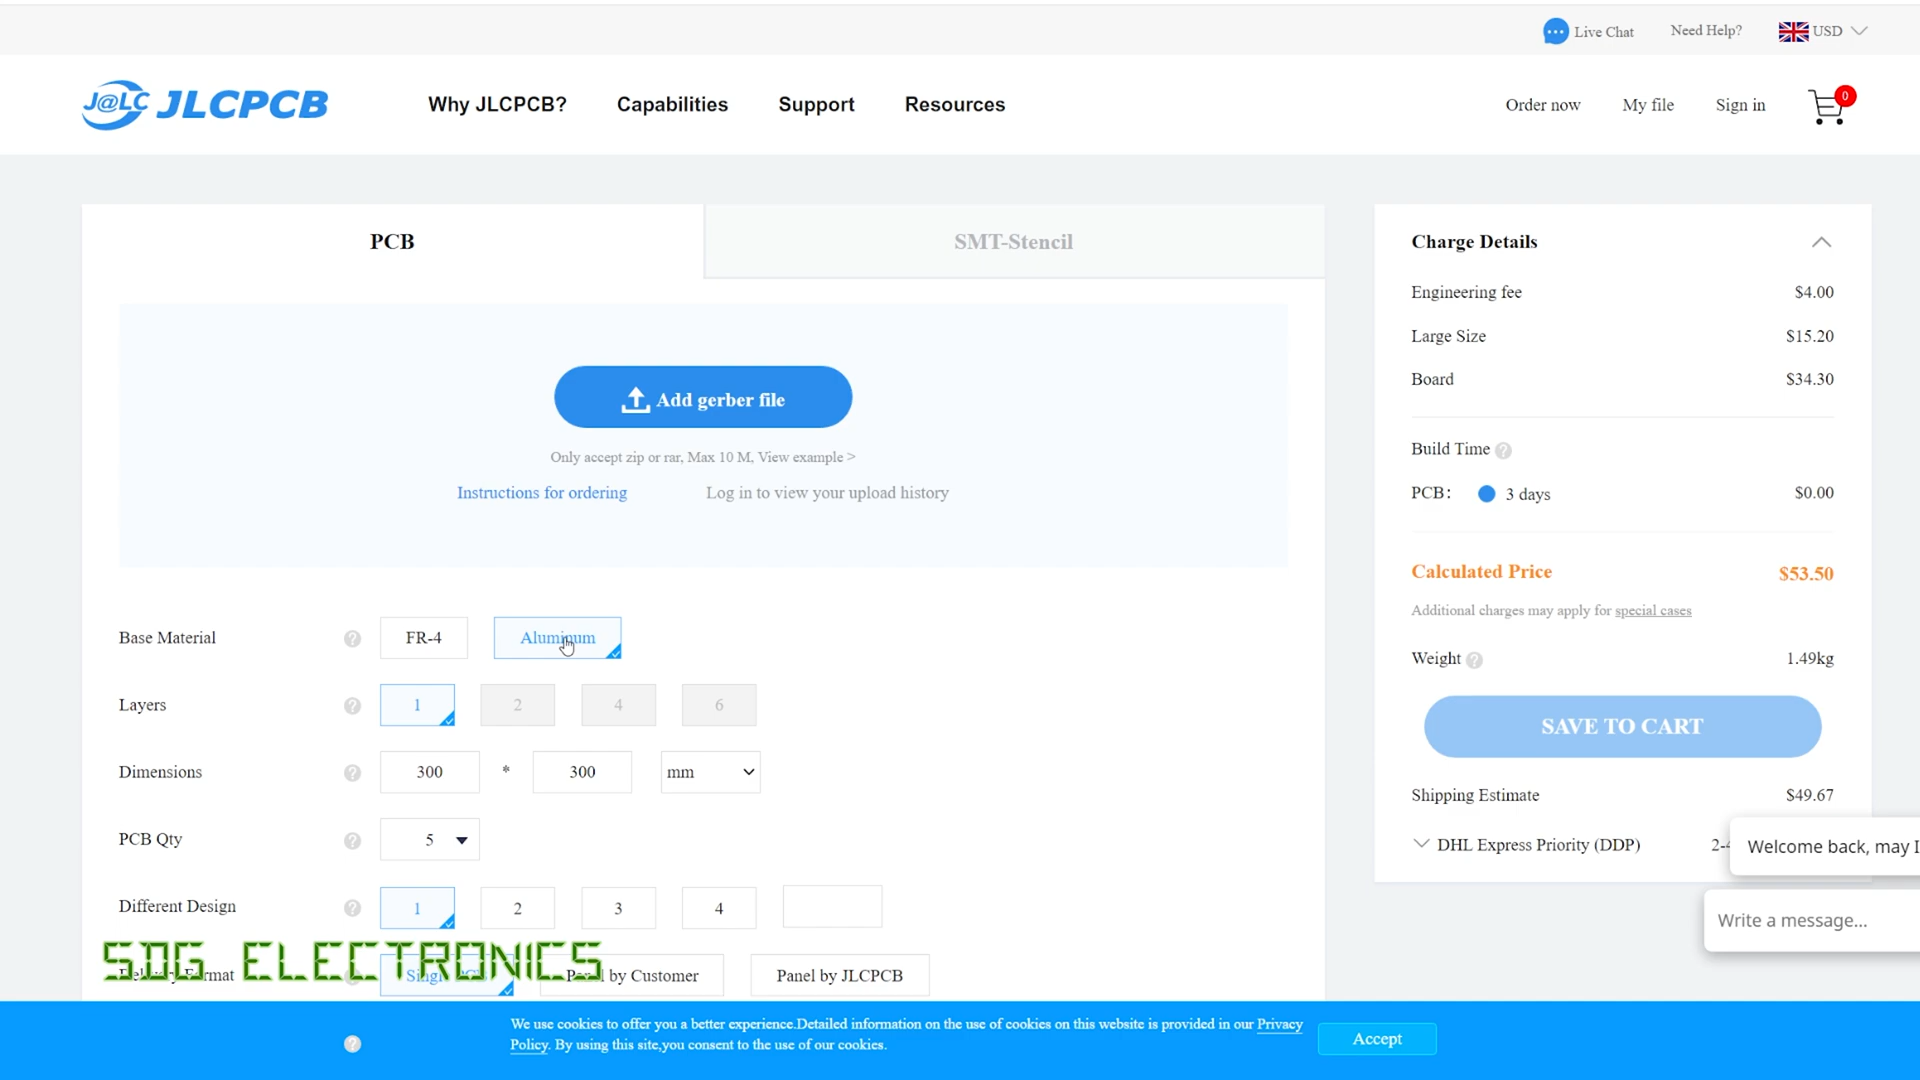 Live Chat
Need Help?
USD
J@LC JLCPCB
Why JLCPCB?
Capabilities
Support
Resources
Order now
My file
Sign in
0
PCB
SMT-Stencil
Add gerber file
Only accept zip or rar, Max 10 M, View example >
Instructions for ordering
Log in to view your upload history
Base Material
?
FR-4
Aluminum
Layers
?
1
2
4
6
Dimensions
?
300
*
300
mm
PCB Qty
?
5
Different Design
?
1
2
3
4
Format
Panel by Customer
Panel by JLCPCB
SDG ELECTRONICS
Charge Details
Engineering fee
$4.00
Large Size
$15.20
Board
$34.30
Build Time ?
PCB:
3 days
$0.00
Calculated Price
$53.50
Additional charges may apply for special cases
Weight ?
1.49kg
SAVE TO CART
Shipping Estimate
$49.67
DHL Express Priority (DDP)
2-
Welcome back, may I
Write a message...
?
We use cookies to offer you a better experience.Detailed information on the use of cookies on this website is provided in our Privacy
Policy. By using this site,you consent to the use of our cookies.
Accept